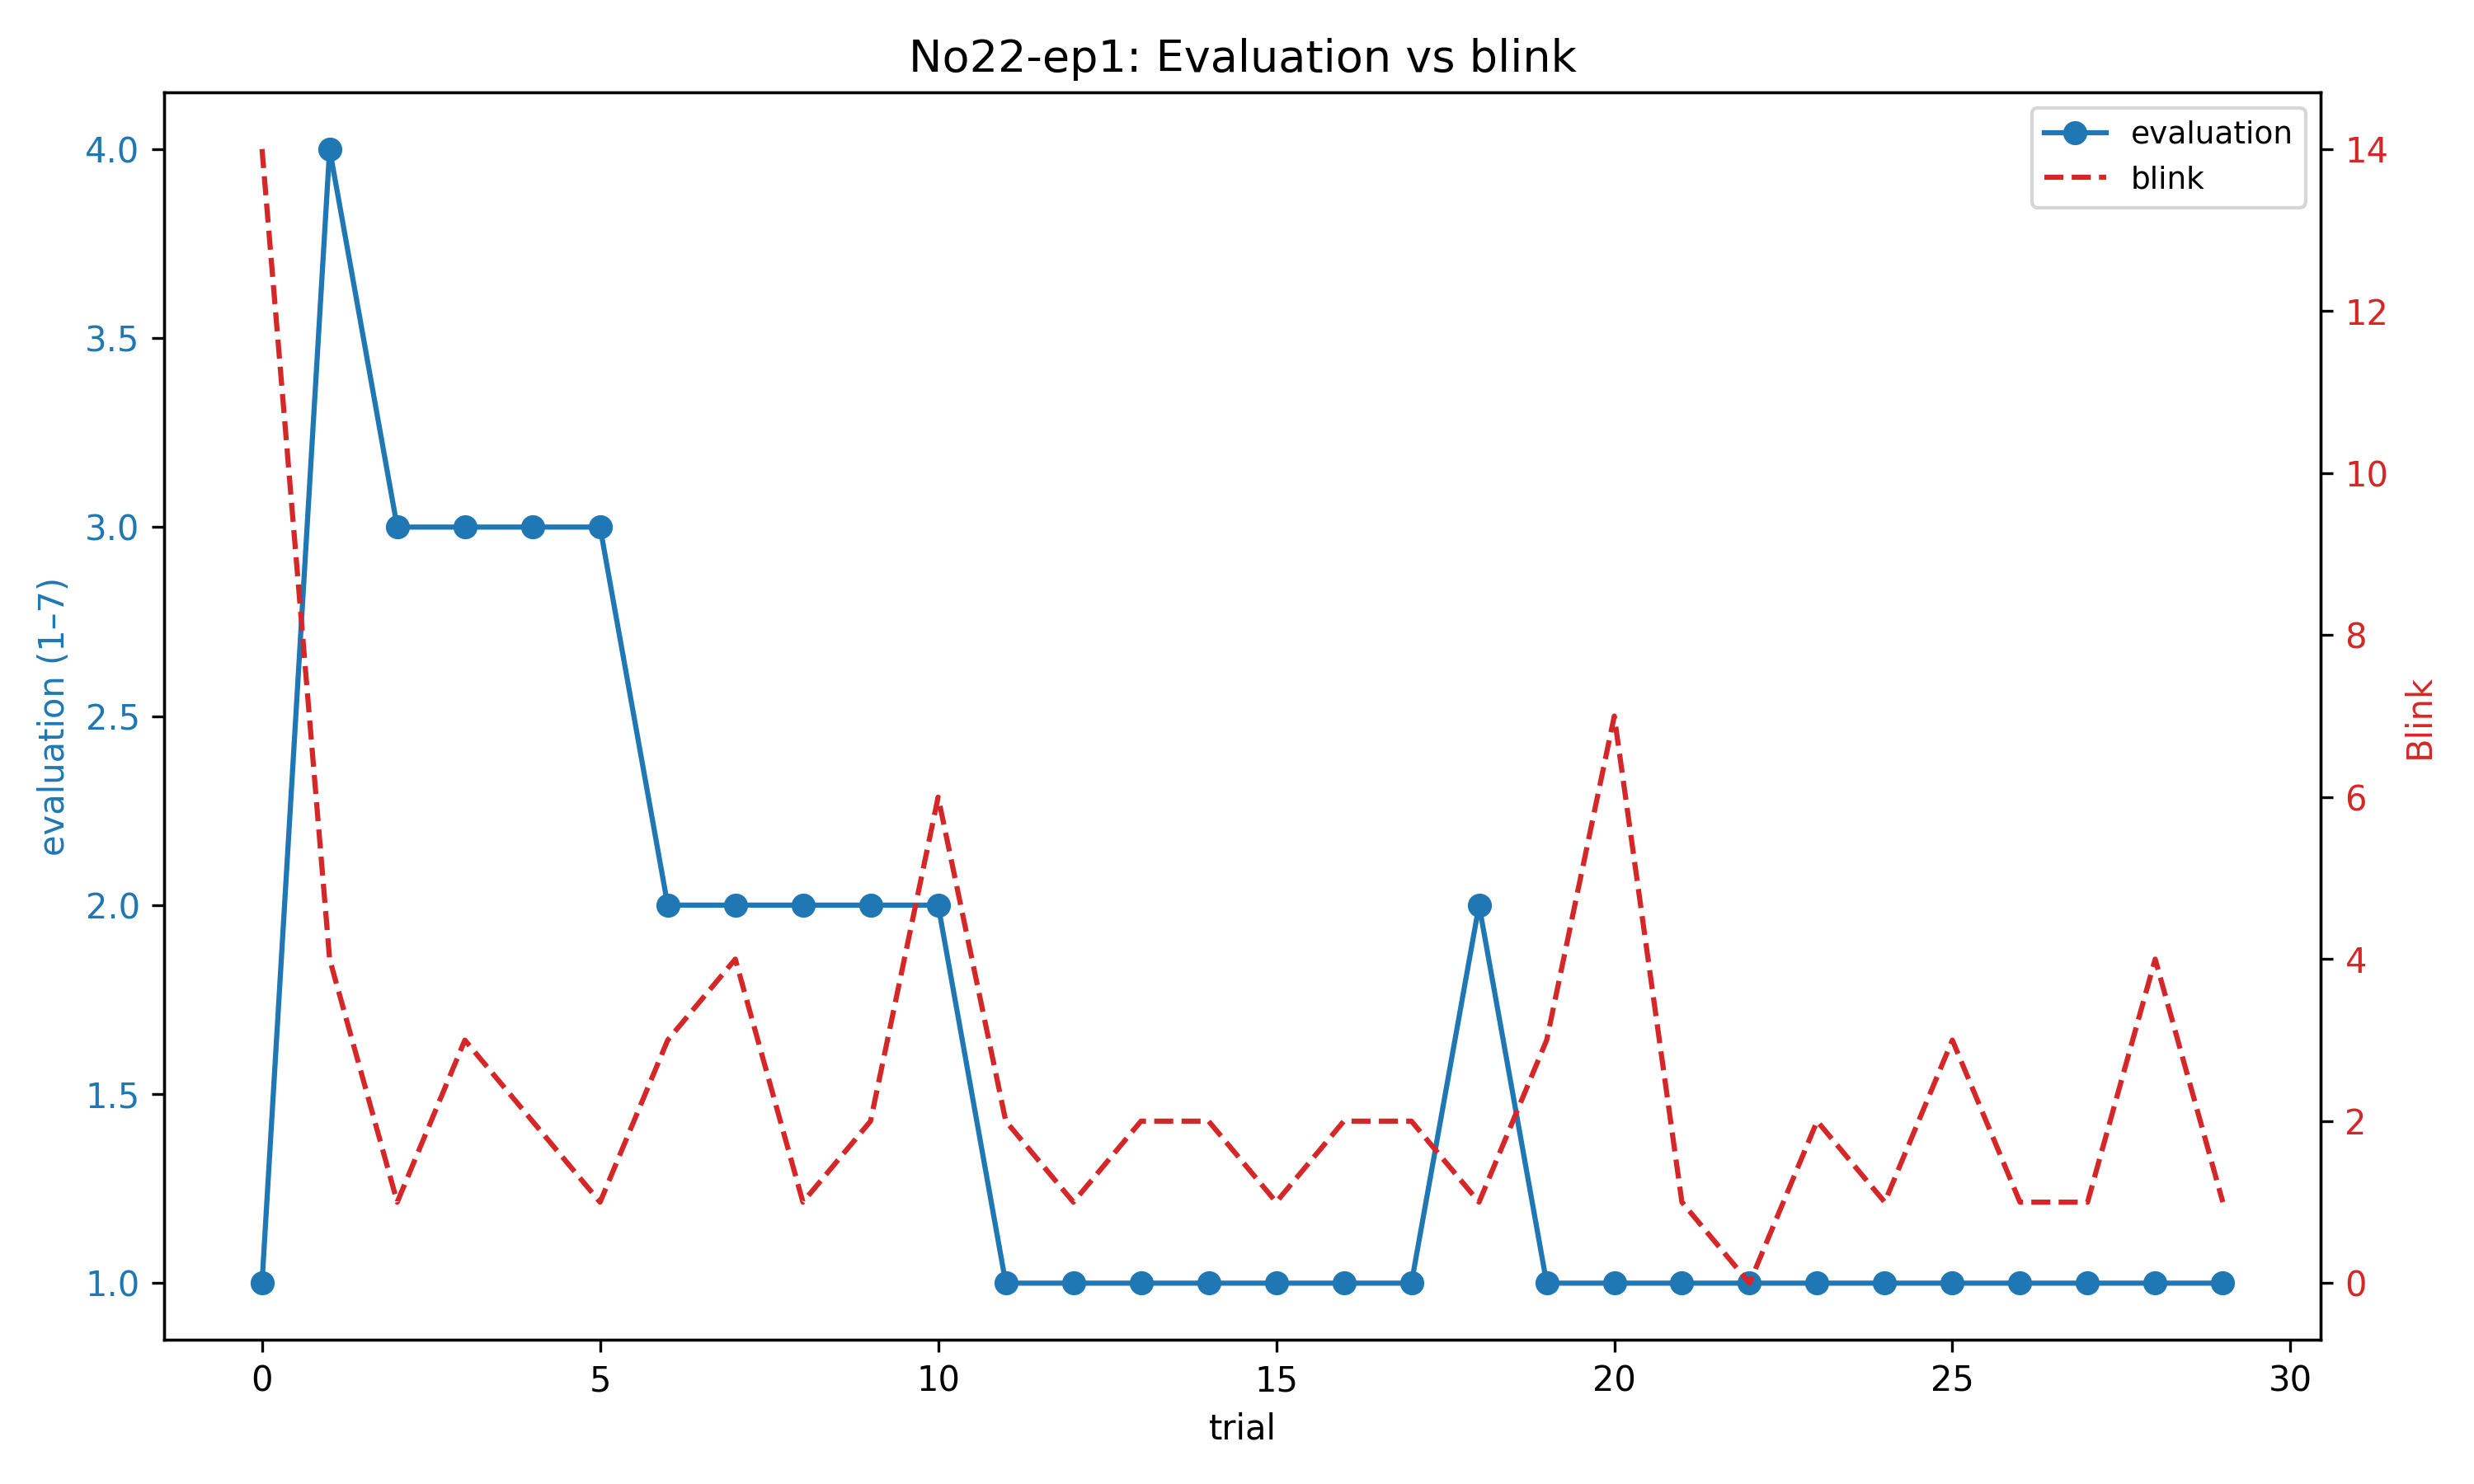 No22-ep1: Evaluation vs blink
evaluation
blink
4.0
3.5
3.0
2.5
2.0
1.5
1.0
evaluation (1–7)
14
12
10
8
6
4
2
0
Blink
0 5 10 15 20 25 30
trial